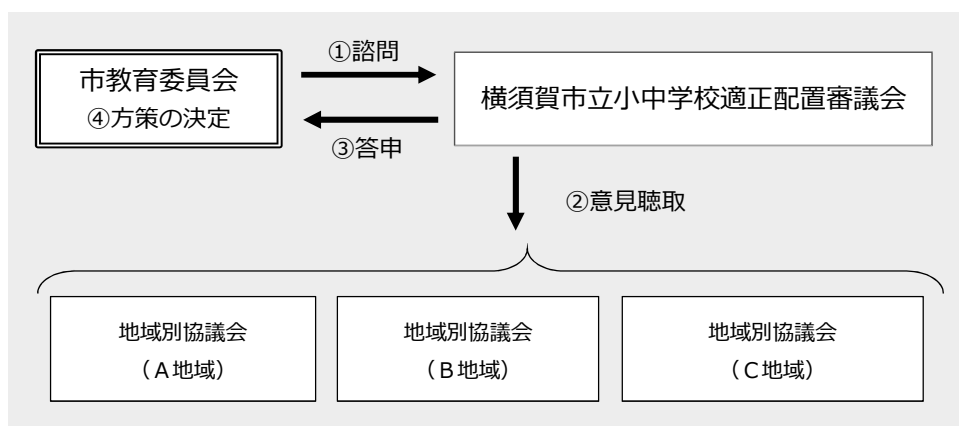 ①諮問
市教育委員会
④方策の決定
横須賀市立小中学校適正配置審議会
③答申
②意見聴取
地域別協議会
（Ａ地域）
地域別協議会
（Ｂ地域）
地域別協議会
（Ｃ地域）